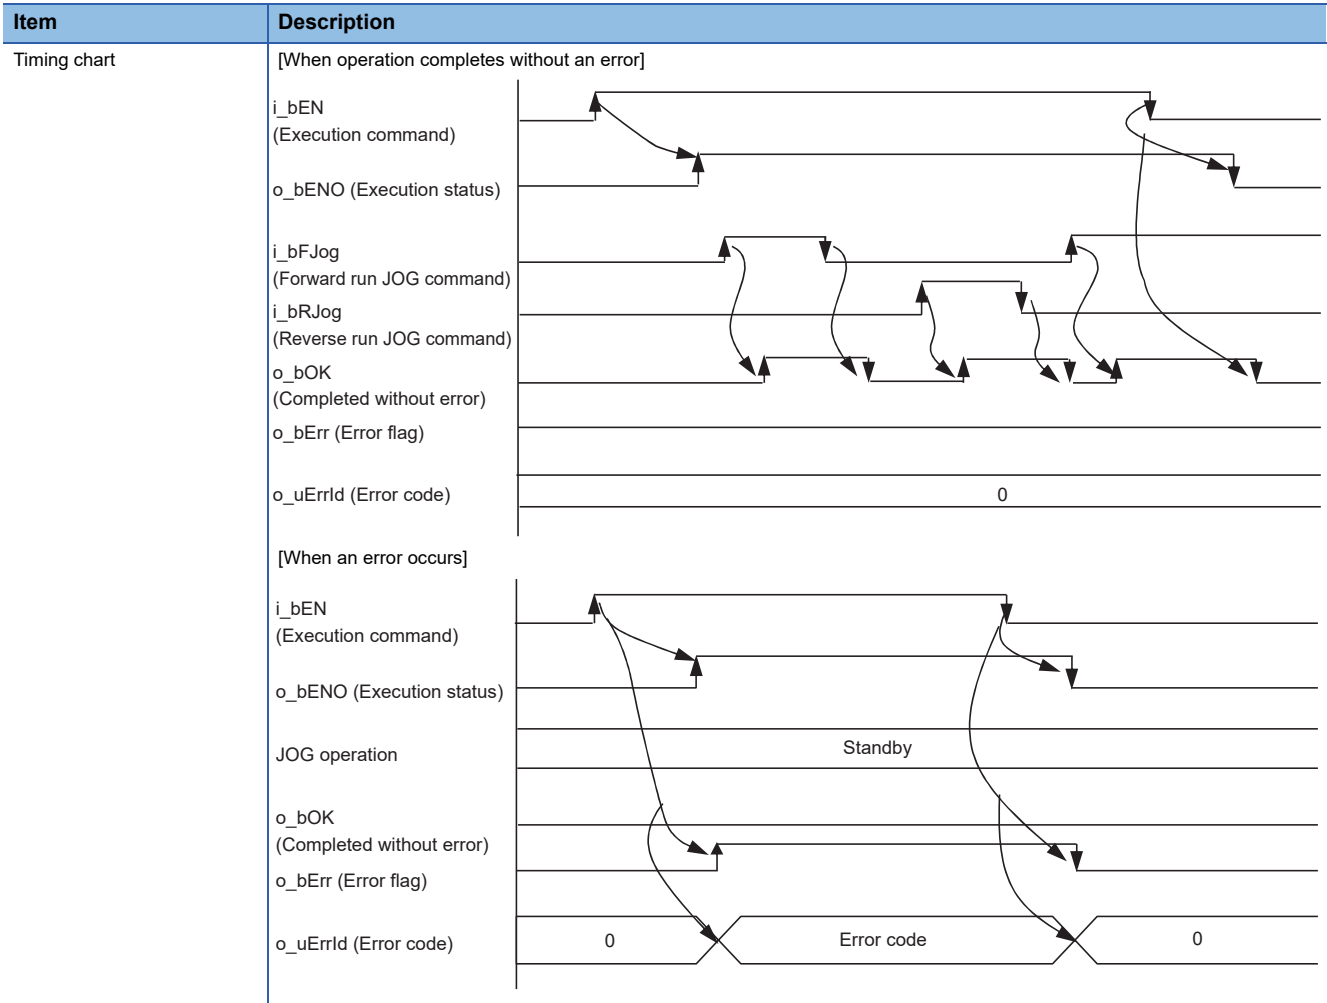 Item Description
Timing chart [When operation completes without an error]
i_bEN
(Execution command)
o_bENO (Execution status)
i_bFJog
(Forward run JOG command)
i_bRJog
(Reverse run JOG command)
o_bOK
(Completed without error)
o_bErr (Error flag)
o_uErrId (Error code) 0
[When an error occurs]
i_bEN
(Execution command)
o_bENO (Execution status)
JOG operation Standby
o_bOK
(Completed without error)
o_bErr (Error flag)
o_uErrId (Error code) 0 Error code 0